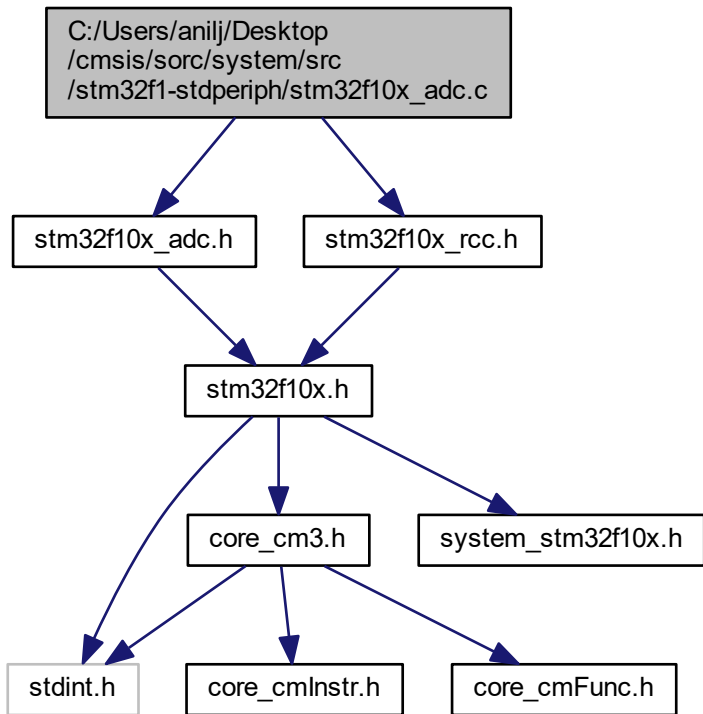 C:/Users/anilj/Desktop
/cmsis/sorc/system/src
/stm32f1-stdperiph/stm32f10x_adc.c
stm32f10x_adc.h
stm32f10x_rcc.h
stm32f10x.h
core_cm3.h
system_stm32f10x.h
stdint.h
core_cmInstr.h
core_cmFunc.h